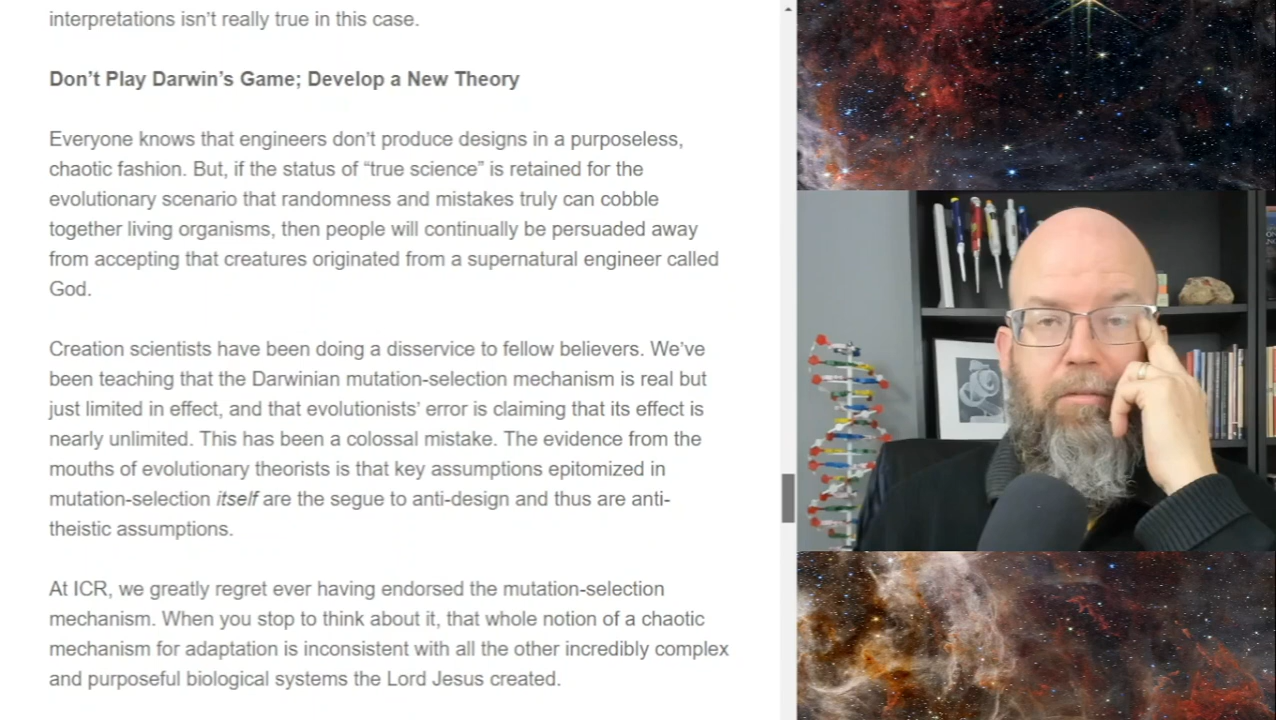 interpretations isn’t really true in this case.
Don’t Play Darwin’s Game; Develop a New Theory
Everyone knows that engineers don’t produce designs in a purposeless,
chaotic fashion. But, if the status of “true science” is retained for the
evolutionary scenario that randomness and mistakes truly can cobble
together living organisms, then people will continually be persuaded away
from accepting that creatures originated from a supernatural engineer called
God.
Creation scientists have been doing a disservice to fellow believers. We’ve
been teaching that the Darwinian mutation-selection mechanism is real but
just limited in effect, and that evolutionists’ error is claiming that its effect is
nearly unlimited. This has been a colossal mistake. The evidence from the
mouths of evolutionary theorists is that key assumptions epitomized in
mutation-selection itself are the segue to anti-design and thus are anti-
theistic assumptions.
At ICR, we greatly regret ever having endorsed the mutation-selection
mechanism. When you stop to think about it, that whole notion of a chaotic
mechanism for adaptation is inconsistent with all the other incredibly complex
and purposeful biological systems the Lord Jesus created.